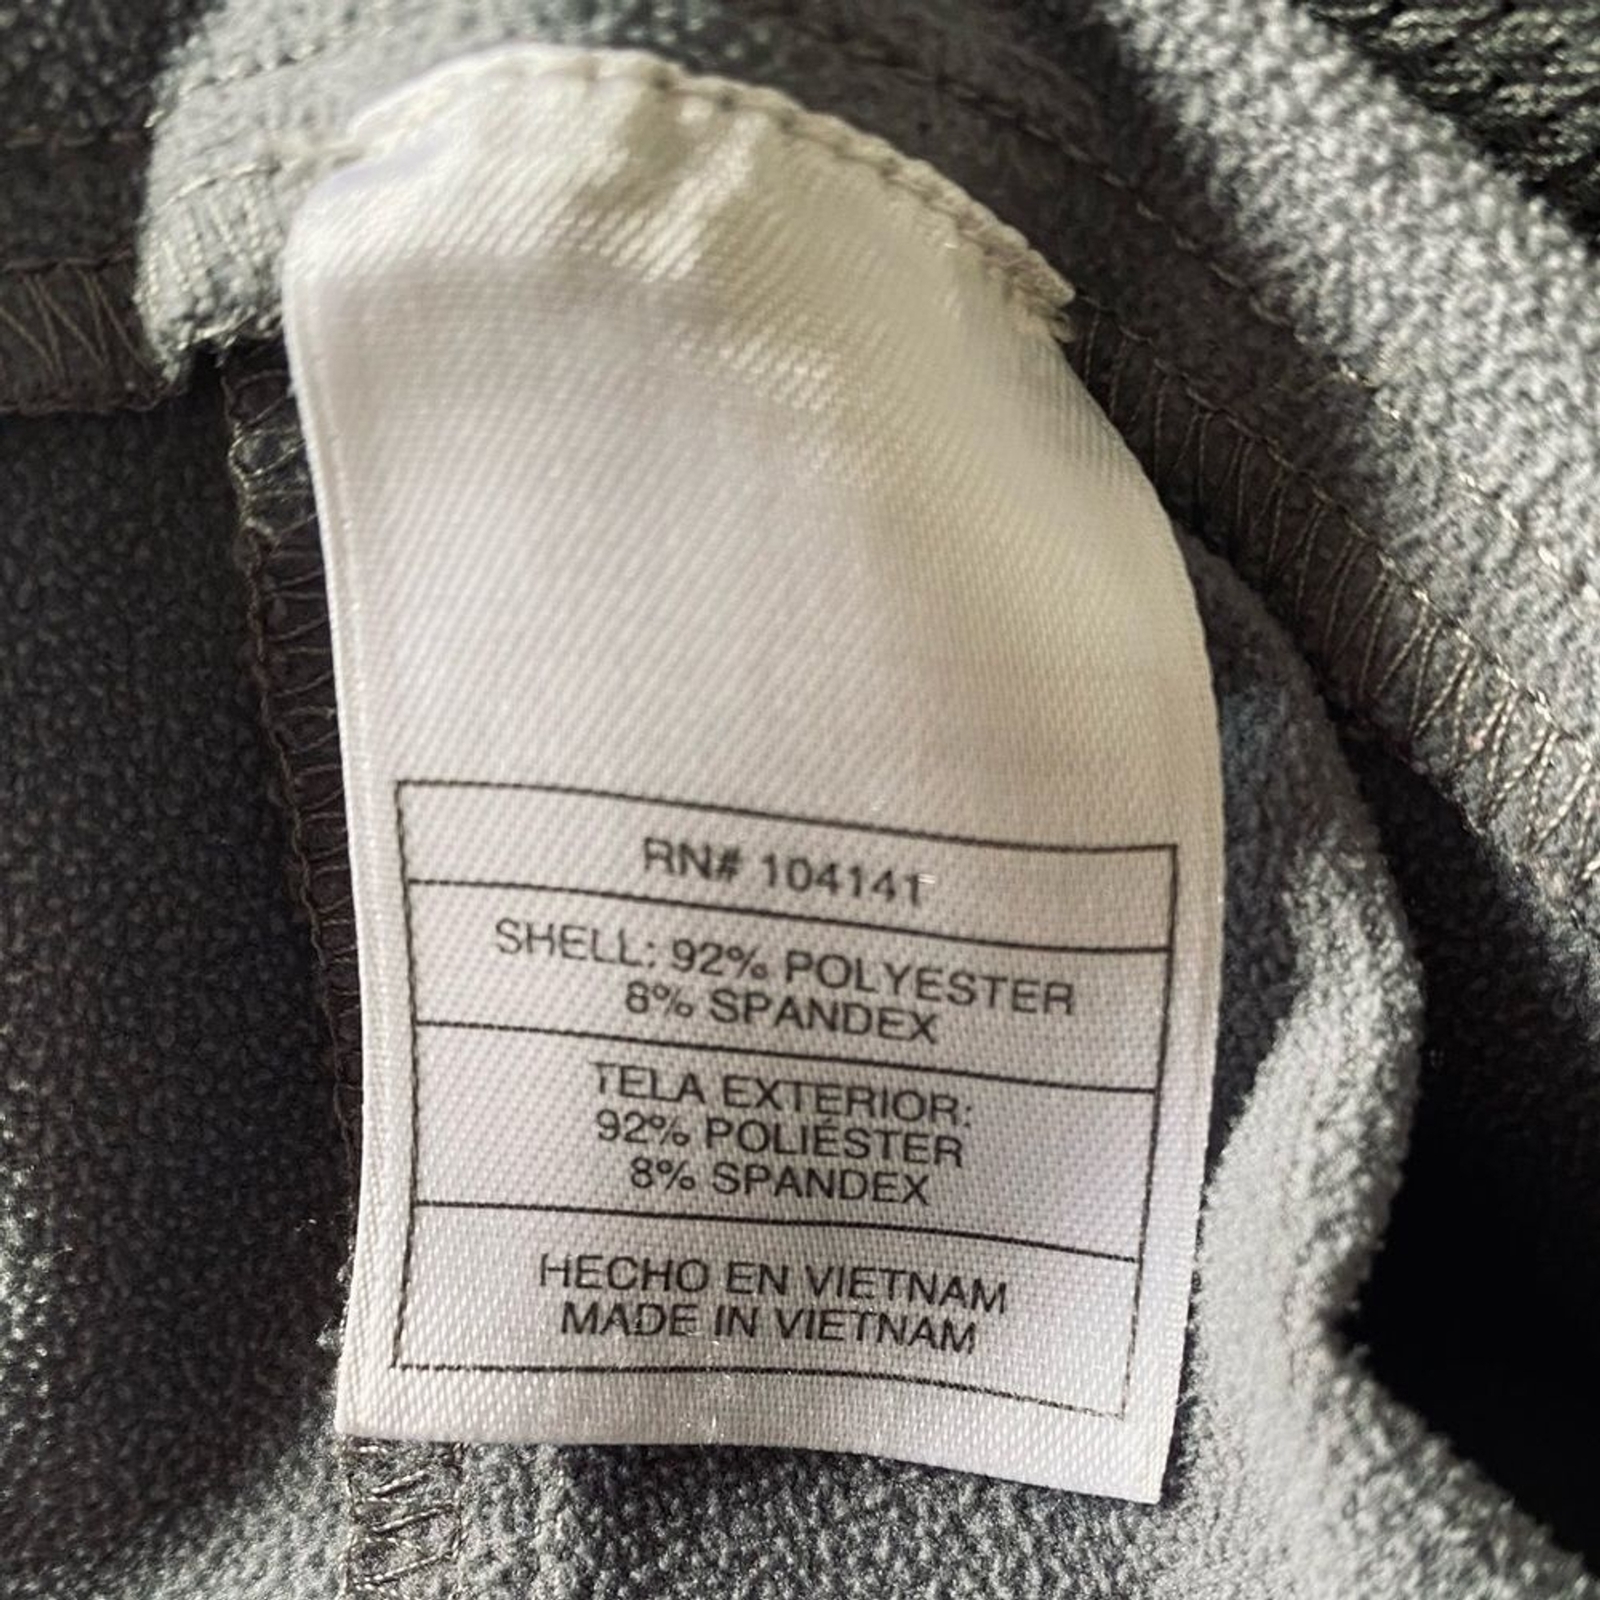 RN# 104141
SHELL: 92% POLYESTER
8% SPANDEX
TELA EXTERIOR:
92% POLIÉSTER
8% SPANDEX
HECHO EN VIETNAM
MADE IN VIETNAM